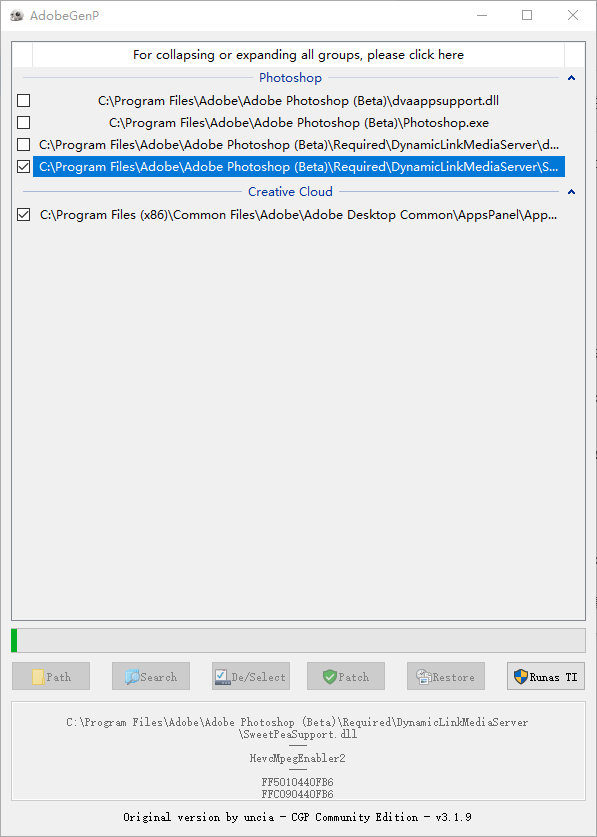 AdobeGenP
For collapsing or expanding all groups, please click here
Photoshop
C:\Program Files\Adobe\Adobe Photoshop (Beta)\dvaappsupport.dll
C:\Program Files\Adobe\Adobe Photoshop (Beta)\Photoshop.exe
C:\Program Files\Adobe\Adobe Photoshop (Beta)\Required\DynamicLinkMediaServer\d...
C:\Program Files\Adobe\Adobe Photoshop (Beta)\Required\DynamicLinkMediaServer\S...
Creative Cloud
C:\Program Files (x86)\Common Files\Adobe\Adobe Desktop Common\AppsPanel\App...
Path Search De/Select Patch Restore Runas TI
C:\Program Files\Adobe\Adobe Photoshop (Beta)\Required\DynamicLinkMediaServer
\SweetPeaSupport.dll
---
HevcMpegEnabler2
---
FF5010440FB6
FFC090440FB6
Original version by uncia - CGP Community Edition - v3.1.9